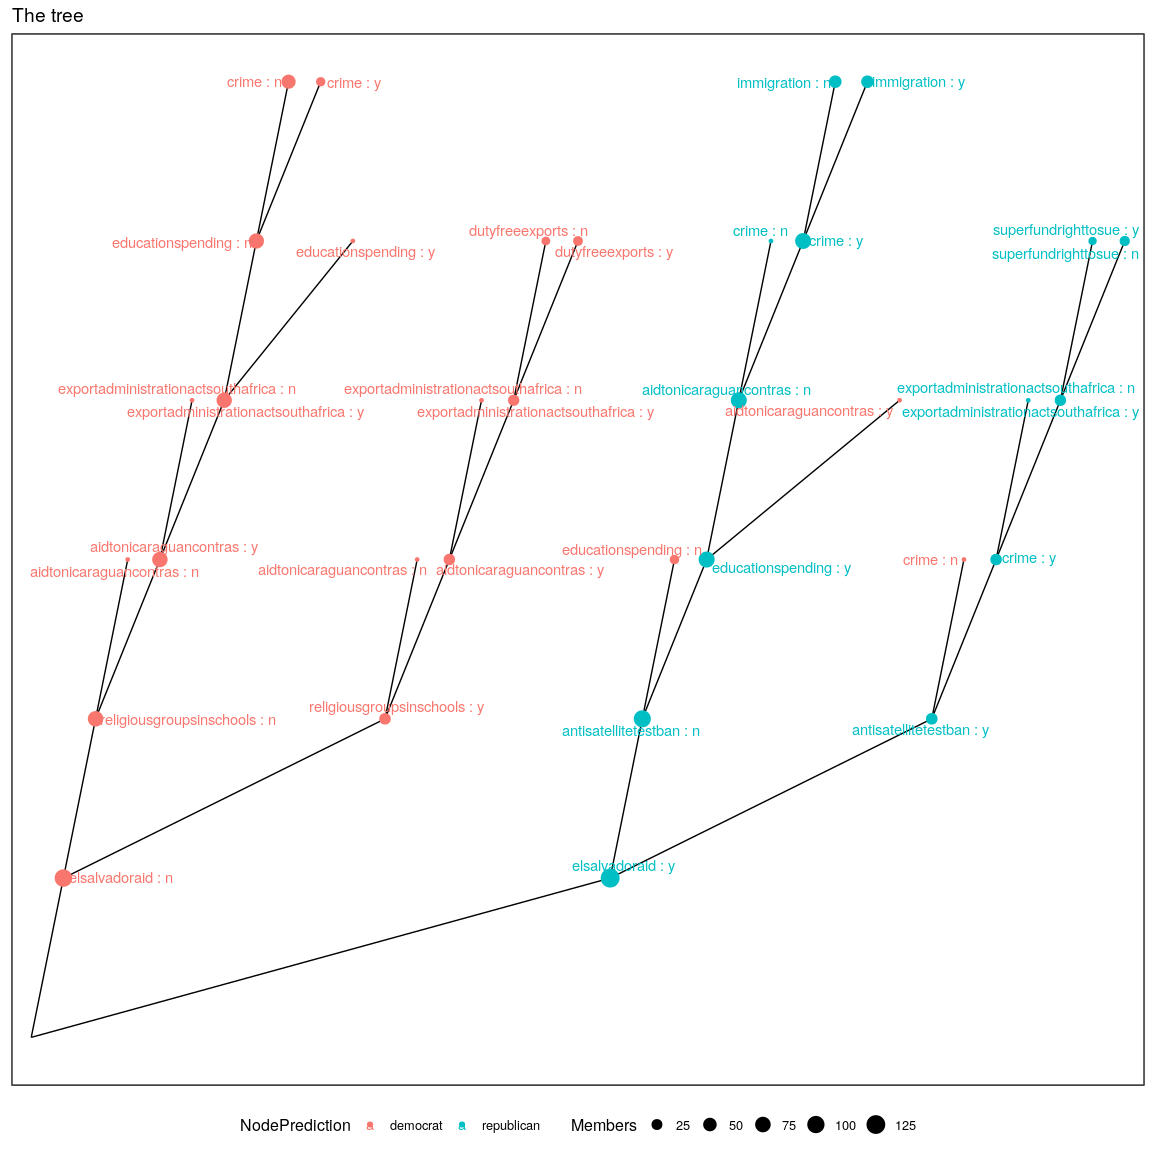 The tree
crime : n
crime : y
immigration : n
immigration : y
educationspending : n
educationspending : y
dutyfreeexports : n
dutyfreeexports : y
crime : n
crime : y
superfundrighttosue : y
superfundrighttosue : n
exportadministrationactsouthafrica : n
exportadministrationactsouthafrica : y
exportadministrationactsouthafrica : n
exportadministrationactsouthafrica : y
aidtonicaraguancontras : n
aidtonicaraguancontras : y
exportadministrationactsouthafrica : n
exportadministrationactsouthafrica : y
aidtonicaraguancontras : y
aidtonicaraguancontras : n
aidtonicaraguancontras : n
aidtonicaraguancontras : y
educationspending : n
educationspending : y
crime : n
crime : y
religiousgroupsinschools : n
religiousgroupsinschools : y
antisatellitetestban : n
antisatellitetestban : y
elsalvadoraid : n
elsalvadoraid : y
NodePrediction a democrat a republican Members 25 50 75 100 125